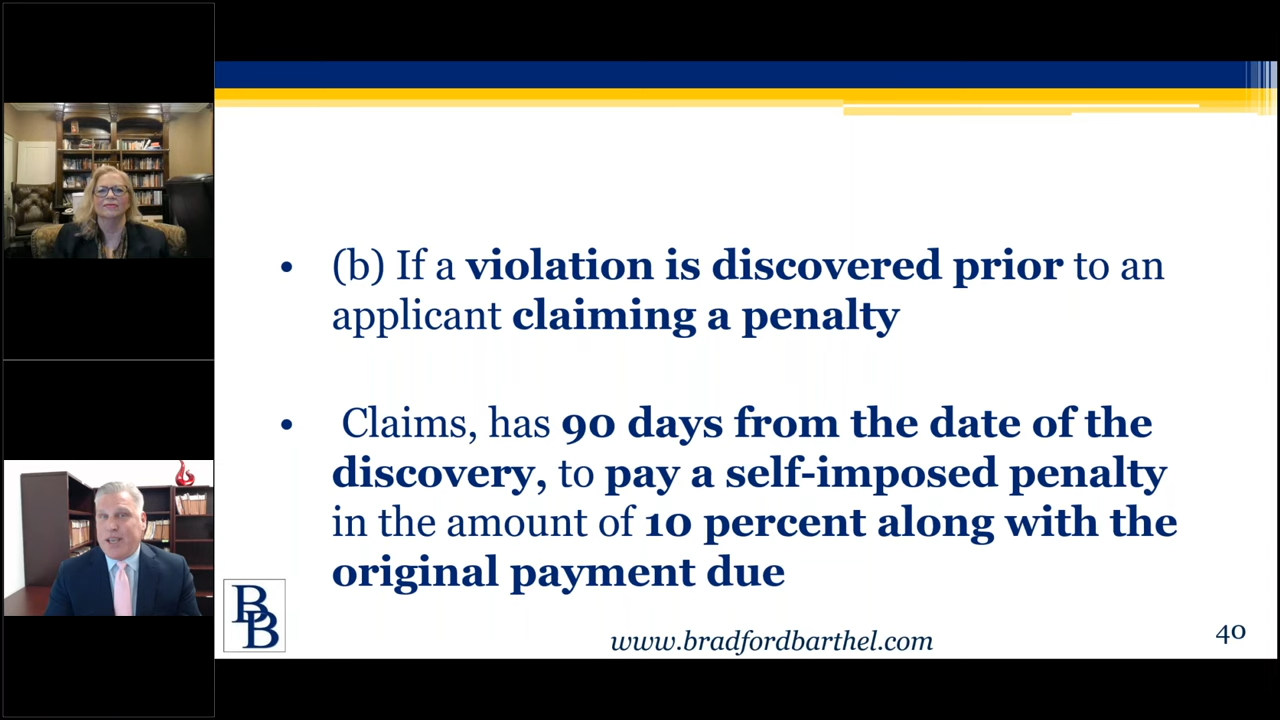 • (b) If a violation is discovered prior to an
applicant claiming a penalty
• Claims, has 90 days from the date of the
discovery, to pay a self-imposed penalty
in the amount of 10 percent along with the
original payment due
BB
www.bradfordbarthel.com
40